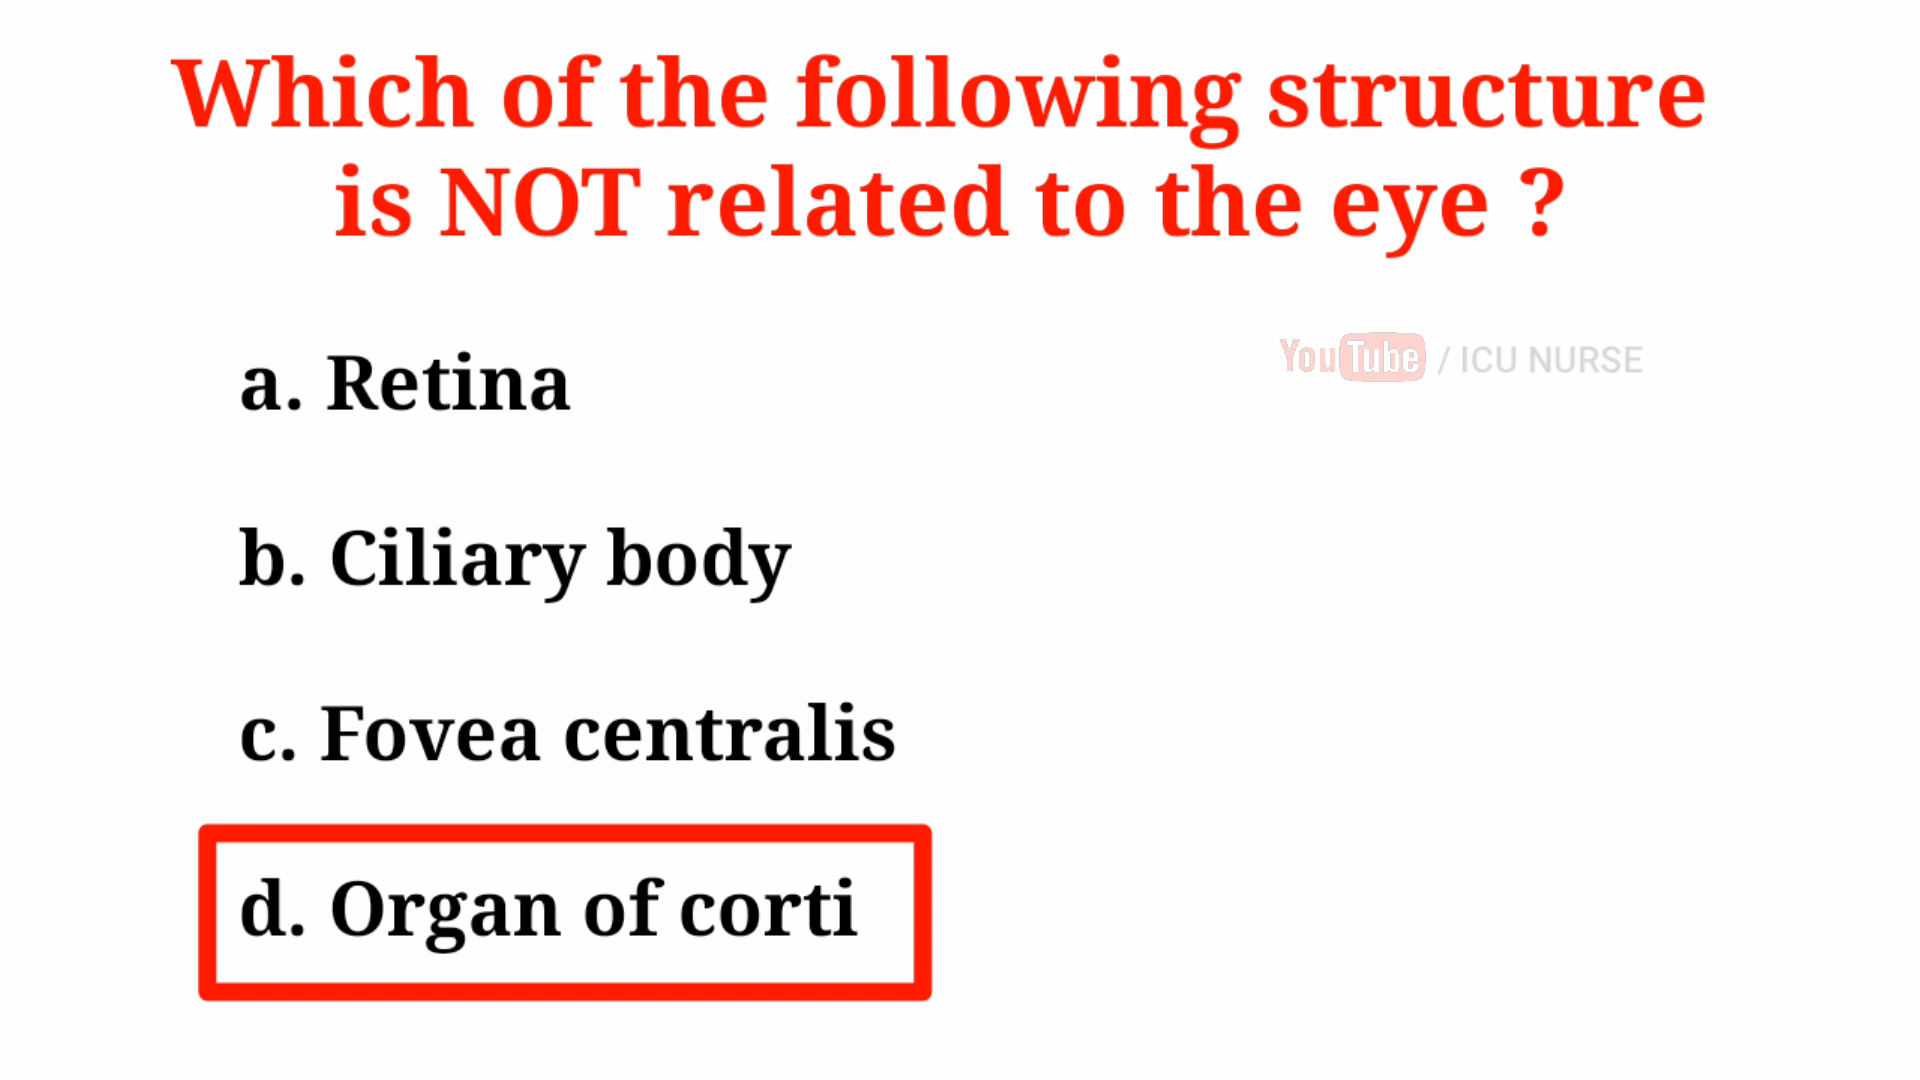 Which of the following structure
is NOT related to the eye ?
YouTube / ICU NURSE
a. Retina
b. Ciliary body
c. Fovea centralis
d. Organ of corti